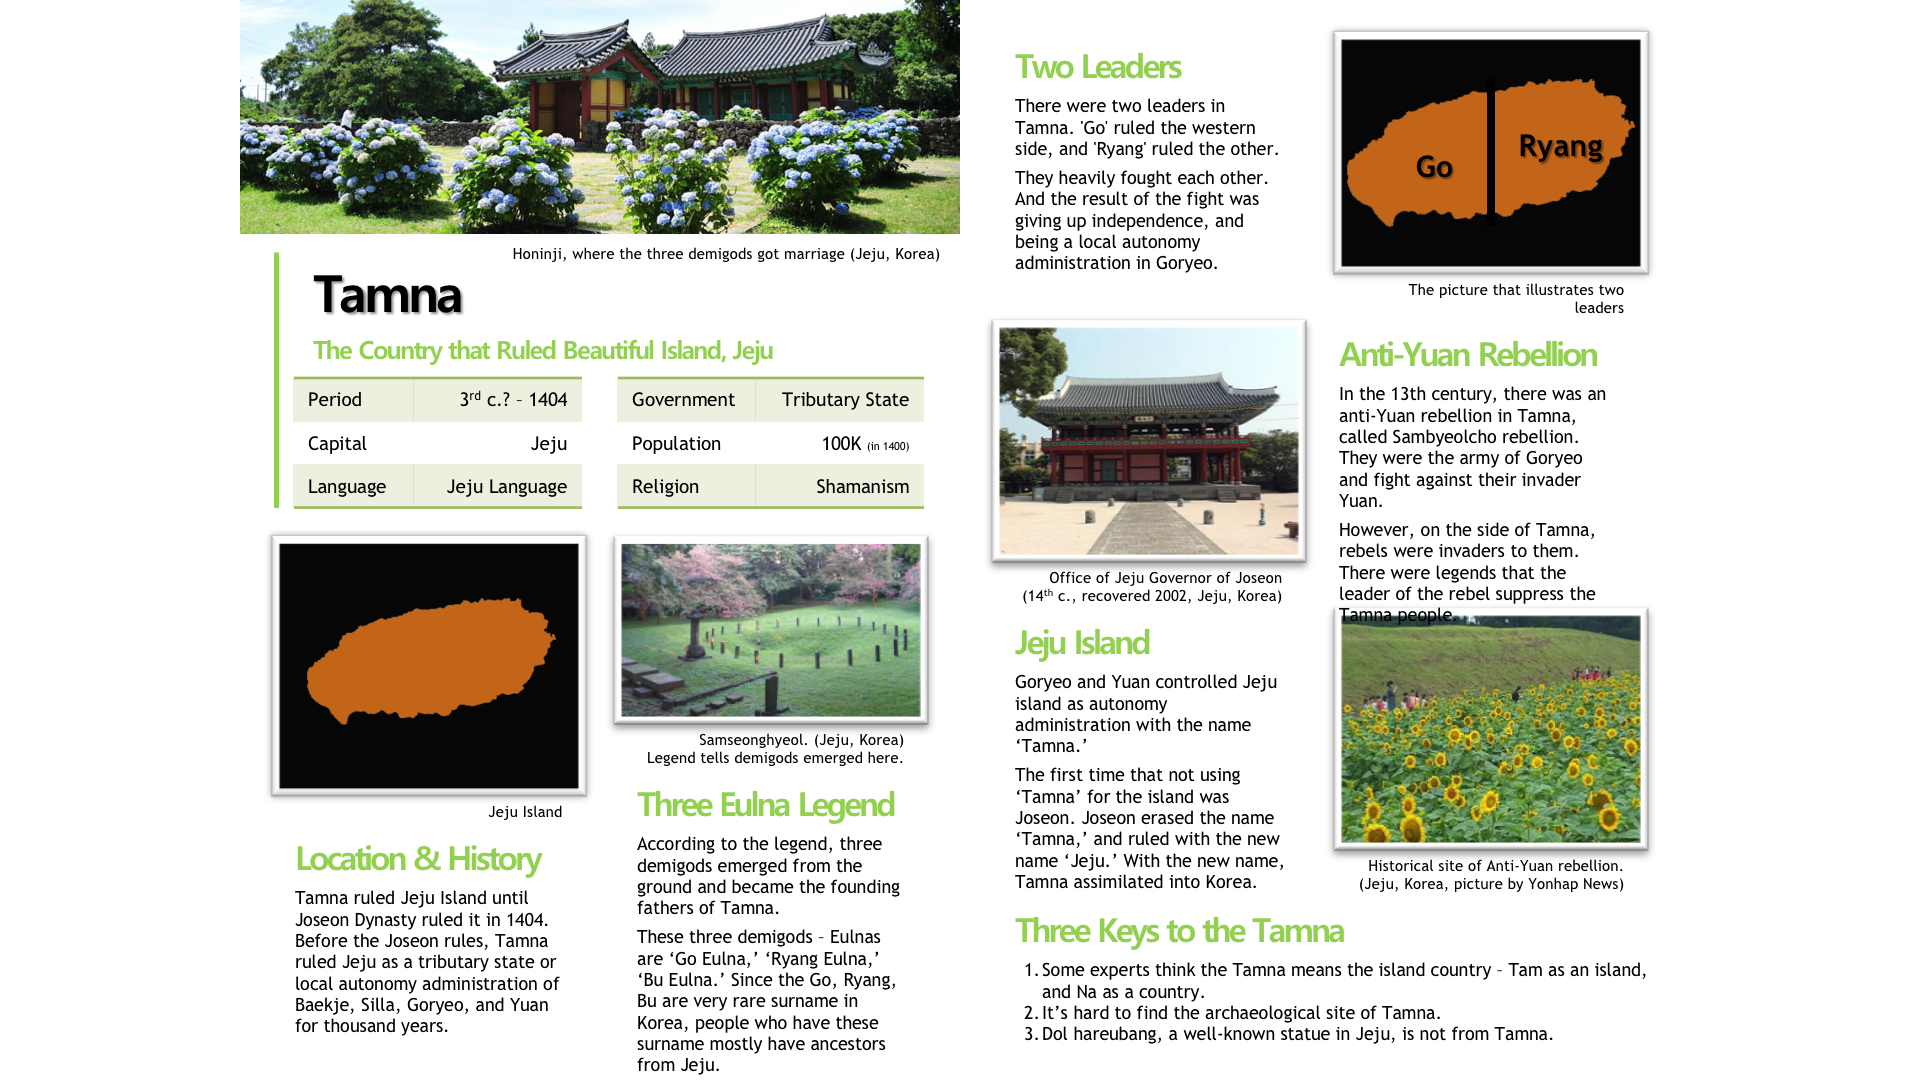 Honinji, where the three demigods got marriage (Jeju, Korea)
Tamna
The Country that Ruled Beautiful Island, Jeju
Period 3rd c.? – 1404
Capital Jeju
Language Jeju Language
Government Tributary State
Population 100K (in 1400)
Religion Shamanism
Jeju Island
Location & History
Tamna ruled Jeju Island until
Joseon Dynasty ruled it in 1404.
Before the Joseon rules, Tamna
ruled Jeju as a tributary state or
local autonomy administration of
Baekje, Silla, Goryeo, and Yuan
for thousand years.
Samseonghyeol. (Jeju, Korea)
Legend tells demigods emerged here.
Three Eulna Legend
According to the legend, three
demigods emerged from the
ground and became the founding
fathers of Tamna.
These three demigods – Eulnas
are ‘Go Eulna,’ ‘Ryang Eulna,’
‘Bu Eulna.’ Since the Go, Ryang,
Bu are very rare surname in
Korea, people who have these
surname mostly have ancestors
from Jeju.
Two Leaders
There were two leaders in
Tamna. 'Go' ruled the western
side, and 'Ryang' ruled the other.
They heavily fought each other.
And the result of the fight was
giving up independence, and
being a local autonomy
administration in Goryeo.
Go
Ryang
The picture that illustrates two
leaders
Office of Jeju Governor of Joseon
(14th c., recovered 2002, Jeju, Korea)
Jeju Island
Goryeo and Yuan controlled Jeju
island as autonomy
administration with the name
‘Tamna.’
The first time that not using
‘Tamna’ for the island was
Joseon. Joseon erased the name
‘Tamna,’ and ruled with the new
name ‘Jeju.’ With the new name,
Tamna assimilated into Korea.
Anti-Yuan Rebellion
In the 13th century, there was an
anti-Yuan rebellion in Tamna,
called Sambyeolcho rebellion.
They were the army of Goryeo
and fight against their invader
Yuan.
However, on the side of Tamna,
rebels were invaders to them.
There were legends that the
leader of the rebel suppress the
Tamna people.
Historical site of Anti-Yuan rebellion.
(Jeju, Korea, picture by Yonhap News)
Three Keys to the Tamna
1. Some experts think the Tamna means the island country – Tam as an island,
and Na as a country.
2. It’s hard to find the archaeological site of Tamna.
3. Dol hareubang, a well-known statue in Jeju, is not from Tamna.